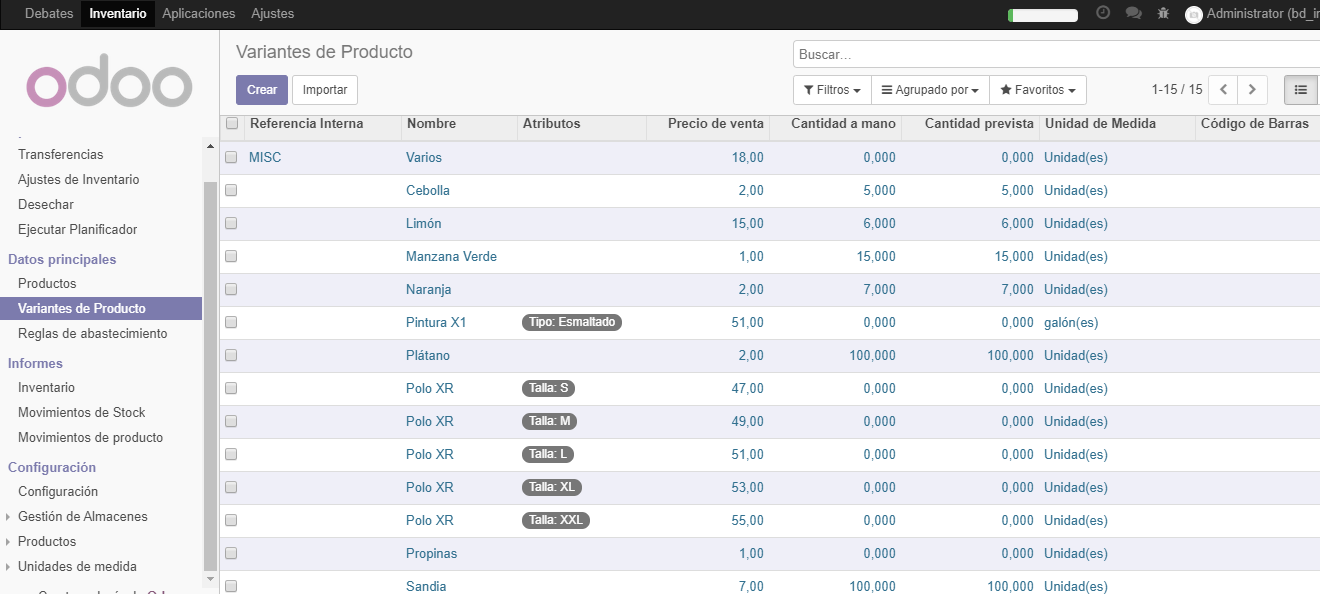 Debates Inventario Aplicaciones Ajustes Administrator (bd_in
odoo
Transferencias
Ajustes de Inventario
Desechar
Ejecutar Planificador
Datos principales
Productos
Variantes de Producto
Reglas de abastecimiento
Informes
Inventario
Movimientos de Stock
Movimientos de producto
Configuración
Configuración
Gestión de Almacenes
Productos
Unidades de medida
Variantes de Producto
Buscar...
Crear Importar Filtros Agrupado por Favoritos 1-15 / 15
Referencia Interna Nombre Atributos Precio de venta Cantidad a mano Cantidad prevista Unidad de Medida Código de Barras
MISC Varios 18,00 0,000 0,000 Unidad(es)
Cebolla 2,00 5,000 5,000 Unidad(es)
Limón 15,00 6,000 6,000 Unidad(es)
Manzana Verde 1,00 15,000 15,000 Unidad(es)
Naranja 2,00 7,000 7,000 Unidad(es)
Pintura X1 Tipo: Esmaltado 51,00 0,000 0,000 galón(es)
Plátano 2,00 100,000 100,000 Unidad(es)
Polo XR Talla: S 47,00 0,000 0,000 Unidad(es)
Polo XR Talla: M 49,00 0,000 0,000 Unidad(es)
Polo XR Talla: L 51,00 0,000 0,000 Unidad(es)
Polo XR Talla: XL 53,00 0,000 0,000 Unidad(es)
Polo XR Talla: XXL 55,00 0,000 0,000 Unidad(es)
Propinas 1,00 0,000 0,000 Unidad(es)
Sandia 7,00 100,000 100,000 Unidad(es)